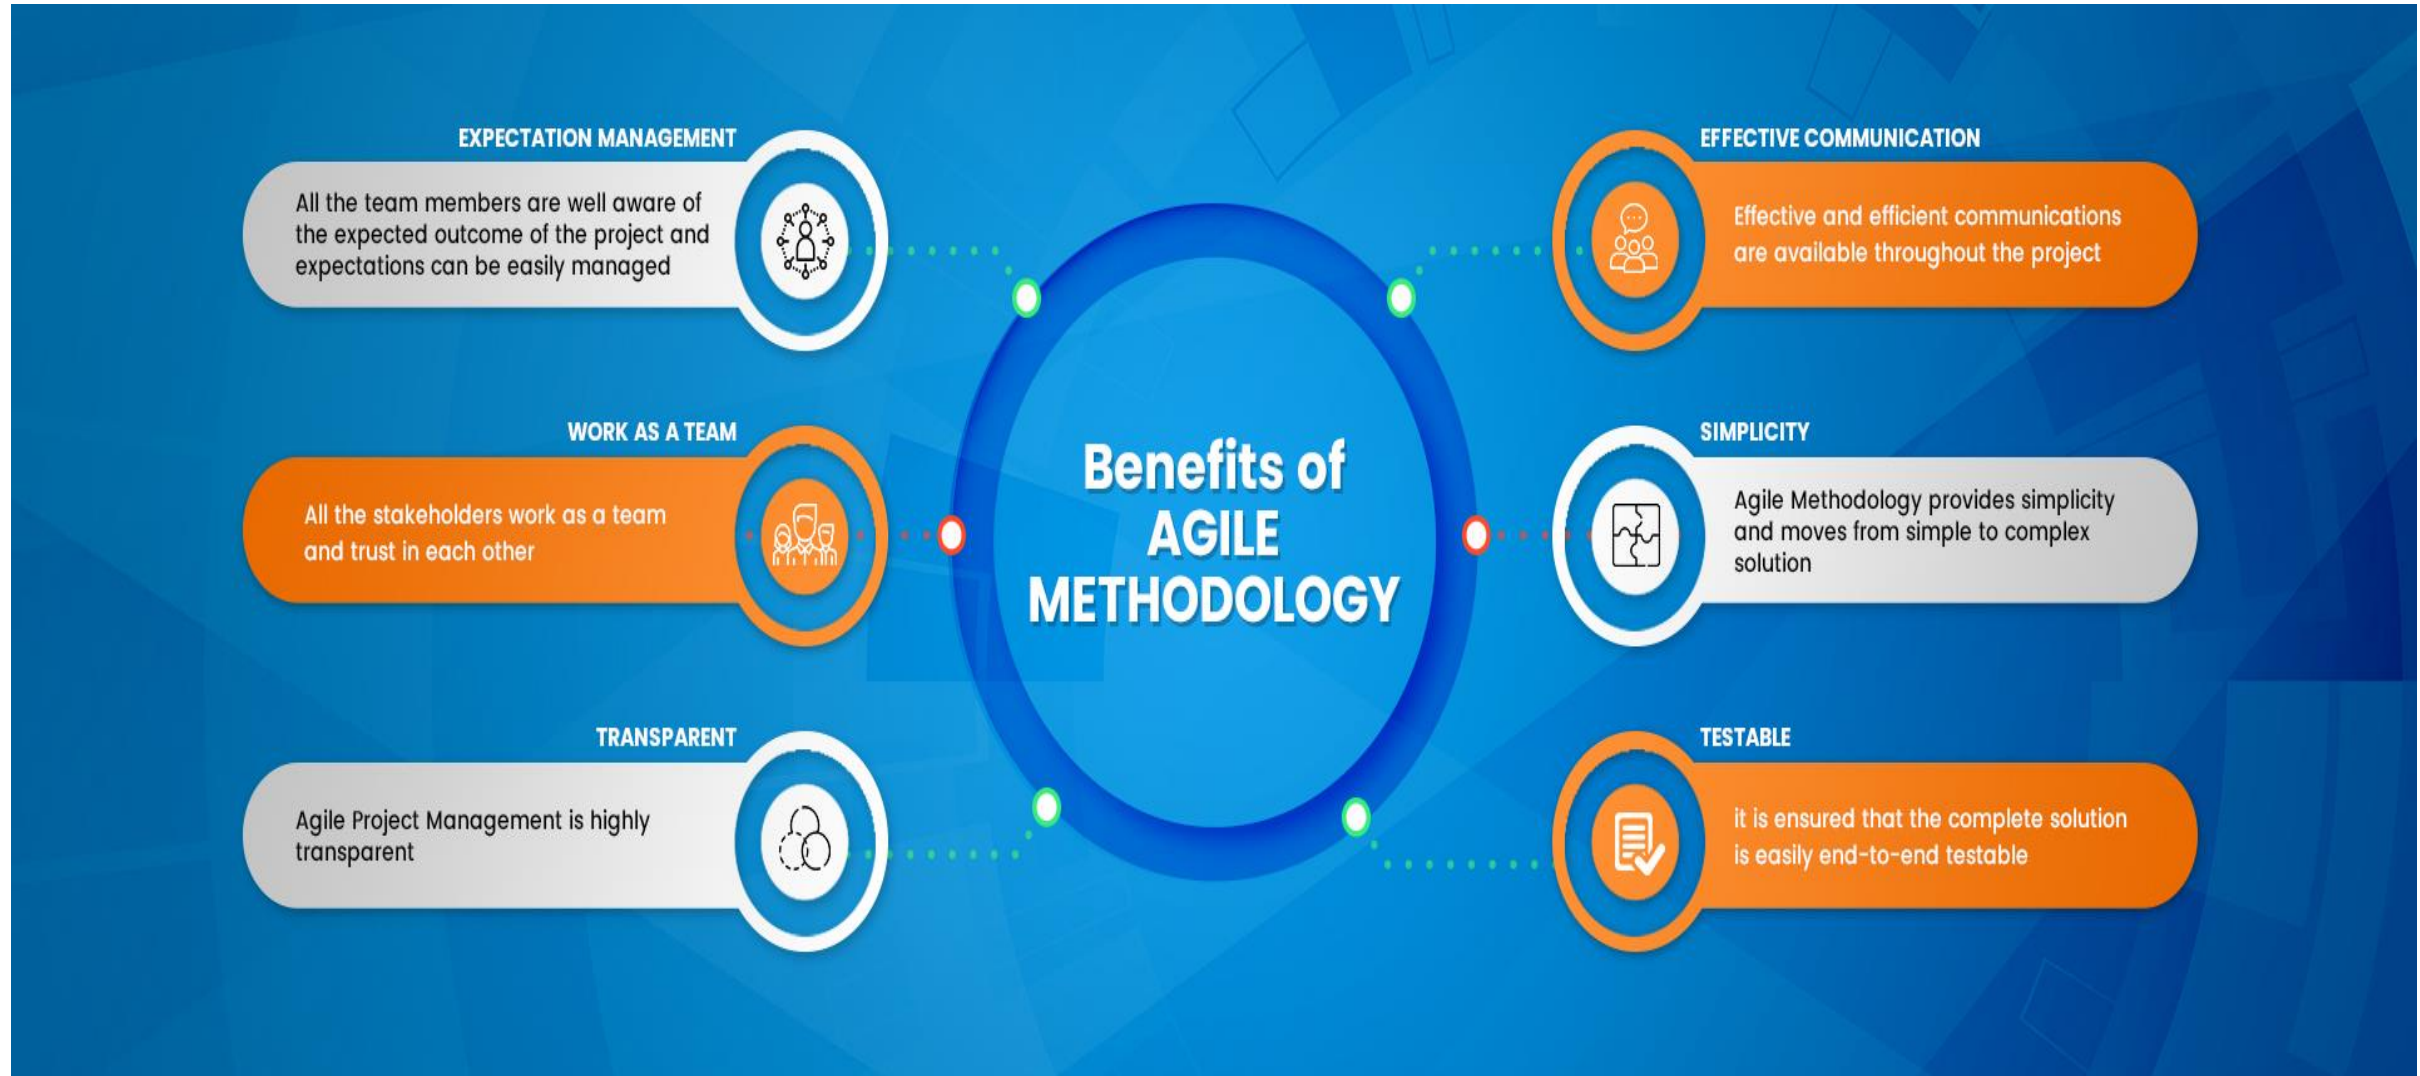 EXPECTATION MANAGEMENT
All the team members are well aware of
the expected outcome of the project and
expectations can be easily managed
WORK AS A TEAM
All the stakeholders work as a team
and trust in each other
TRANSPARENT
Agile Project Management is highly
transparent
Benefits of
AGILE
METHODOLOGY
EFFECTIVE COMMUNICATION
Effective and efficient communications
are available throughout the project
SIMPLICITY
Agile Methodology provides simplicity
and moves from simple to complex
solution
TESTABLE
it is ensured that the complete solution
is easily end-to-end testable